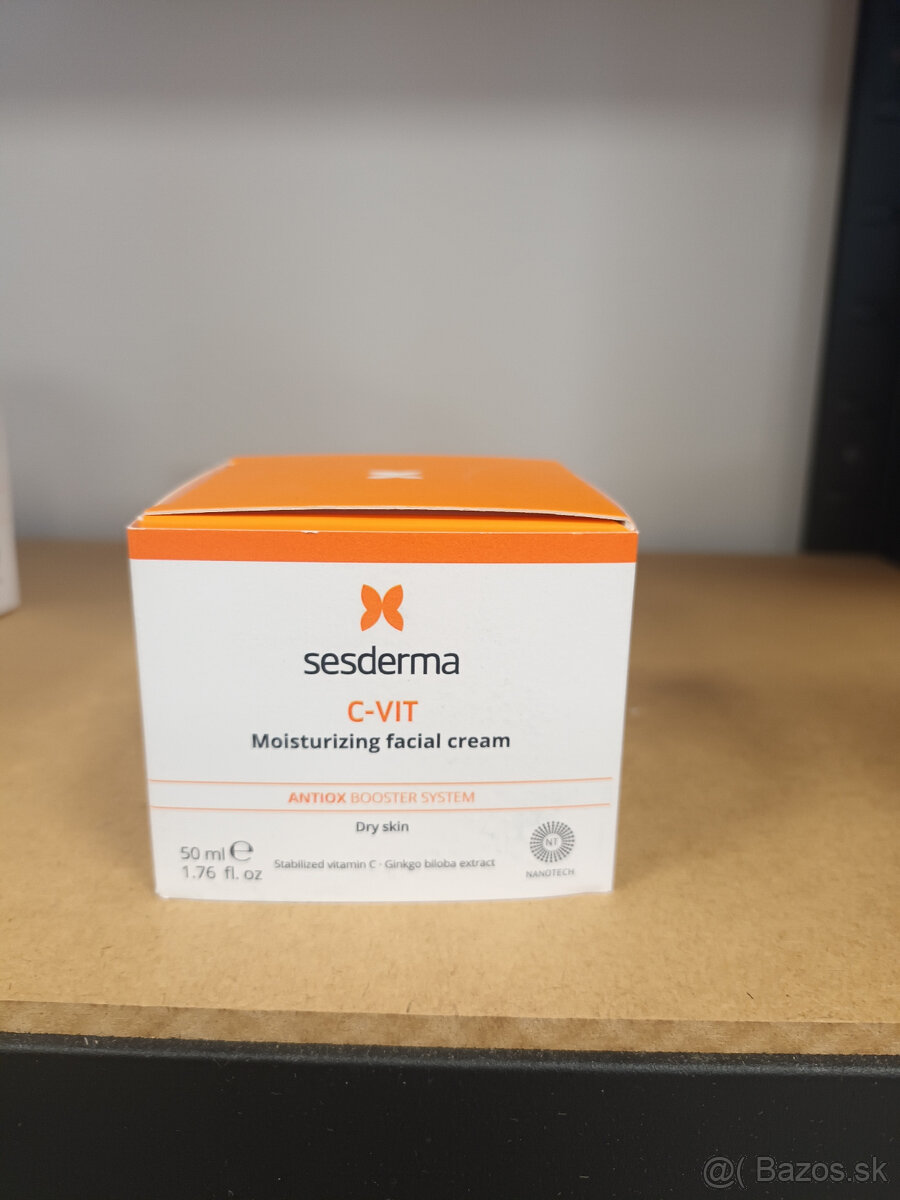 sesderma
C-VIT
Moisturizing facial cream
ANTIOX BOOSTER SYSTEM
Dry skin
50 ml ℮
1.76 fl. oz
Stabilized vitamin C · Ginkgo biloba extract
NT
NANOTECH
@( Bazos.sk